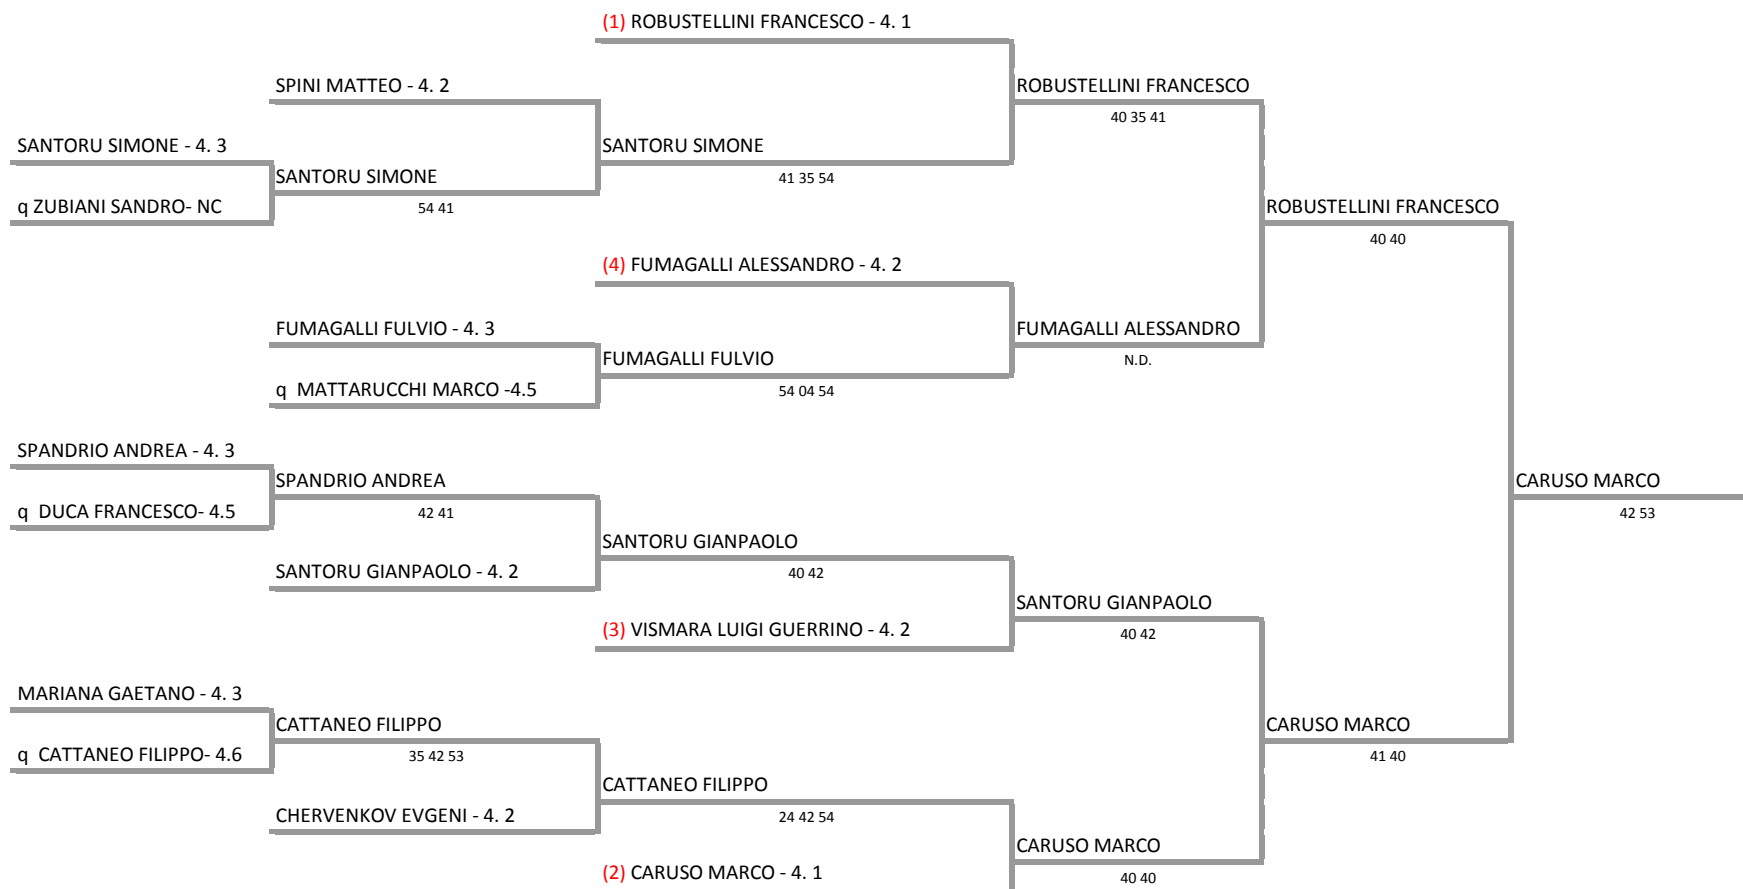 (1) ROBUSTELLINI FRANCESCO - 4. 1
SPINI MATTEO - 4. 2
ROBUSTELLINI FRANCESCO
40 35 41
SANTORU SIMONE - 4. 3
SANTORU SIMONE
SANTORU SIMONE
41 35 54
q ZUBIANI SANDRO- NC
54 41
ROBUSTELLINI FRANCESCO
40 40
(4) FUMAGALLI ALESSANDRO - 4. 2
FUMAGALLI FULVIO - 4. 3
FUMAGALLI ALESSANDRO
N.D.
FUMAGALLI FULVIO
54 04 54
q MATTARUCCHI MARCO -4.5
SPANDRIO ANDREA - 4. 3
SPANDRIO ANDREA
42 41
CARUSO MARCO
42 53
q DUCA FRANCESCO- 4.5
SANTORU GIANPAOLO
40 42
SANTORU GIANPAOLO - 4. 2
SANTORU GIANPAOLO
40 42
(3) VISMARA LUIGI GUERRINO - 4. 2
MARIANA GAETANO - 4. 3
CATTANEO FILIPPO
35 42 53
CARUSO MARCO
41 40
q CATTANEO FILIPPO- 4.6
CATTANEO FILIPPO
24 42 54
CHERVENKOV EVGENI - 4. 2
CARUSO MARCO
40 40
(2) CARUSO MARCO - 4. 1